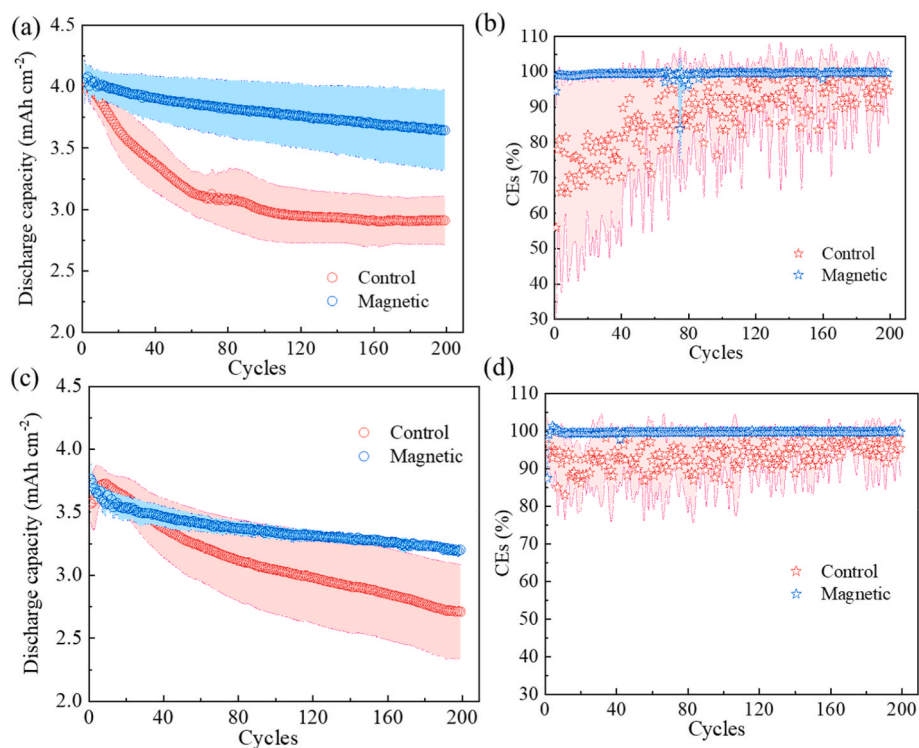 (a)
4.5
4.0
3.5
3.0
2.5
2.0
Discharge capacity (mAh cm⁻²)
Control
Magnetic
0 40 80 120 160 200
Cycles
(b)
110
100
90
80
70
60
50
40
30
CEs (%)
Control
Magnetic
0 40 80 120 160 200
Cycles
(c)
4.5
4.0
3.5
3.0
2.5
2.0
Discharge capacity (mAh cm⁻²)
Control
Magnetic
0 40 80 120 160 200
Cycles
(d)
110
100
90
80
70
60
50
40
30
CEs (%)
Control
Magnetic
0 40 80 120 160 200
Cycles